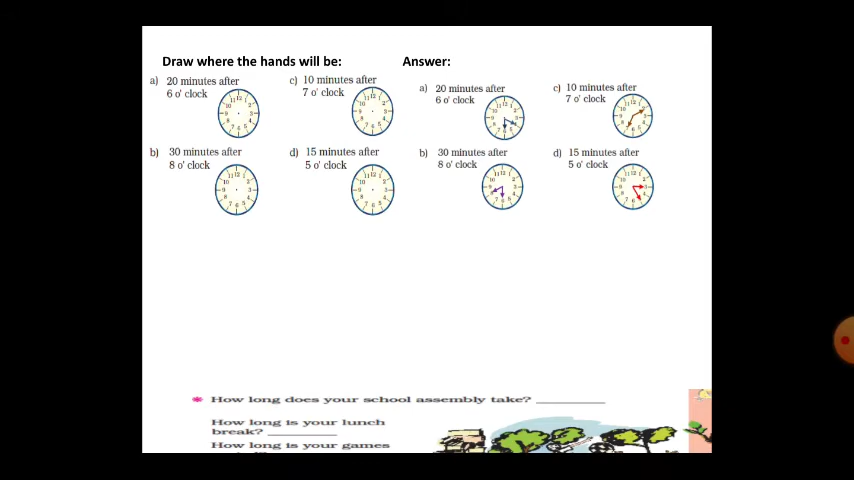 Draw where the hands will be:
a) 20 minutes after
6 o' clock
c) 10 minutes after
7 o' clock
b) 30 minutes after
8 o' clock
d) 15 minutes after
5 o' clock
Answer:
a) 20 minutes after
6 o' clock
c) 10 minutes after
7 o' clock
b) 30 minutes after
8 o' clock
d) 15 minutes after
5 o' clock
How long does your school assembly take? __________
How long is your lunch
break? __________
How long is your games